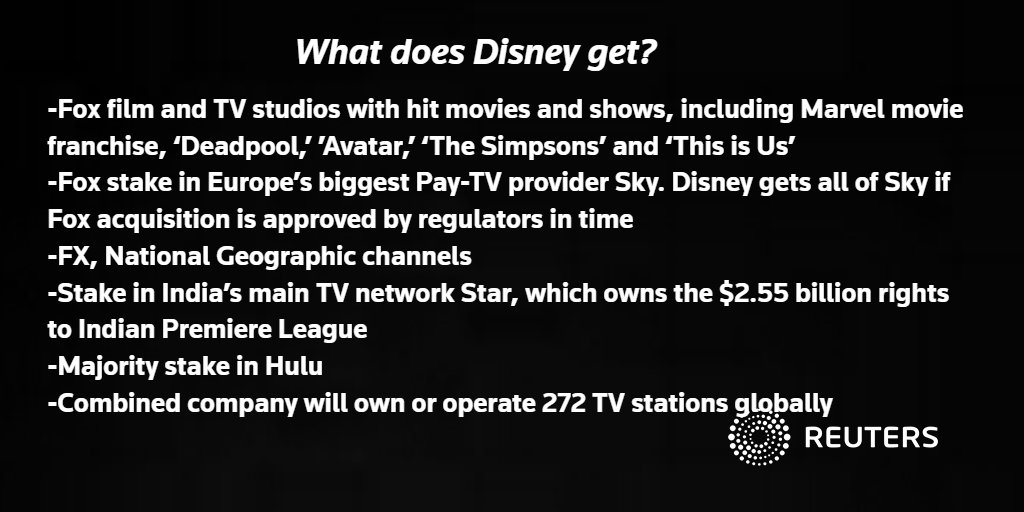 What does Disney get?
-Fox film and TV studios with hit movies and shows, including Marvel movie
franchise, ‘Deadpool,’ ’Avatar,’ ‘The Simpsons’ and ‘This is Us’
-Fox stake in Europe’s biggest Pay-TV provider Sky. Disney gets all of Sky if
Fox acquisition is approved by regulators in time
-FX, National Geographic channels
-Stake in India’s main TV network Star, which owns the $2.55 billion rights
to Indian Premiere League
-Majority stake in Hulu
-Combined company will own or operate 272 TV stations globally
REUTERS